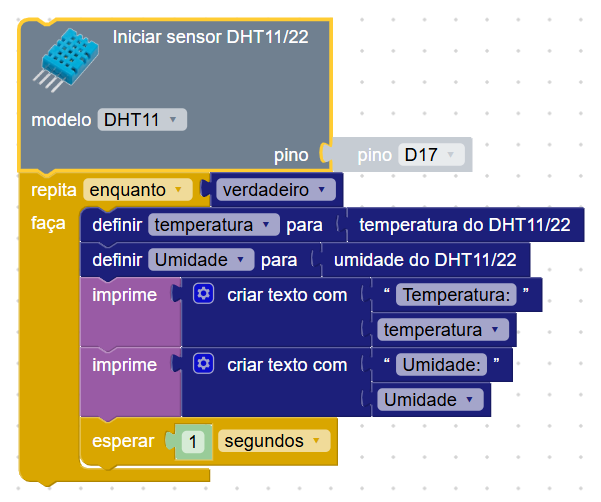 Iniciar sensor DHT11/22
modelo DHT11
pino pino D17
repita enquanto verdadeiro
faça definir temperatura para temperatura do DHT11/22
definir Umidade para umidade do DHT11/22
imprime criar texto com “ Temperatura: ”
temperatura
imprime criar texto com “ Umidade: ”
Umidade
esperar 1 segundos